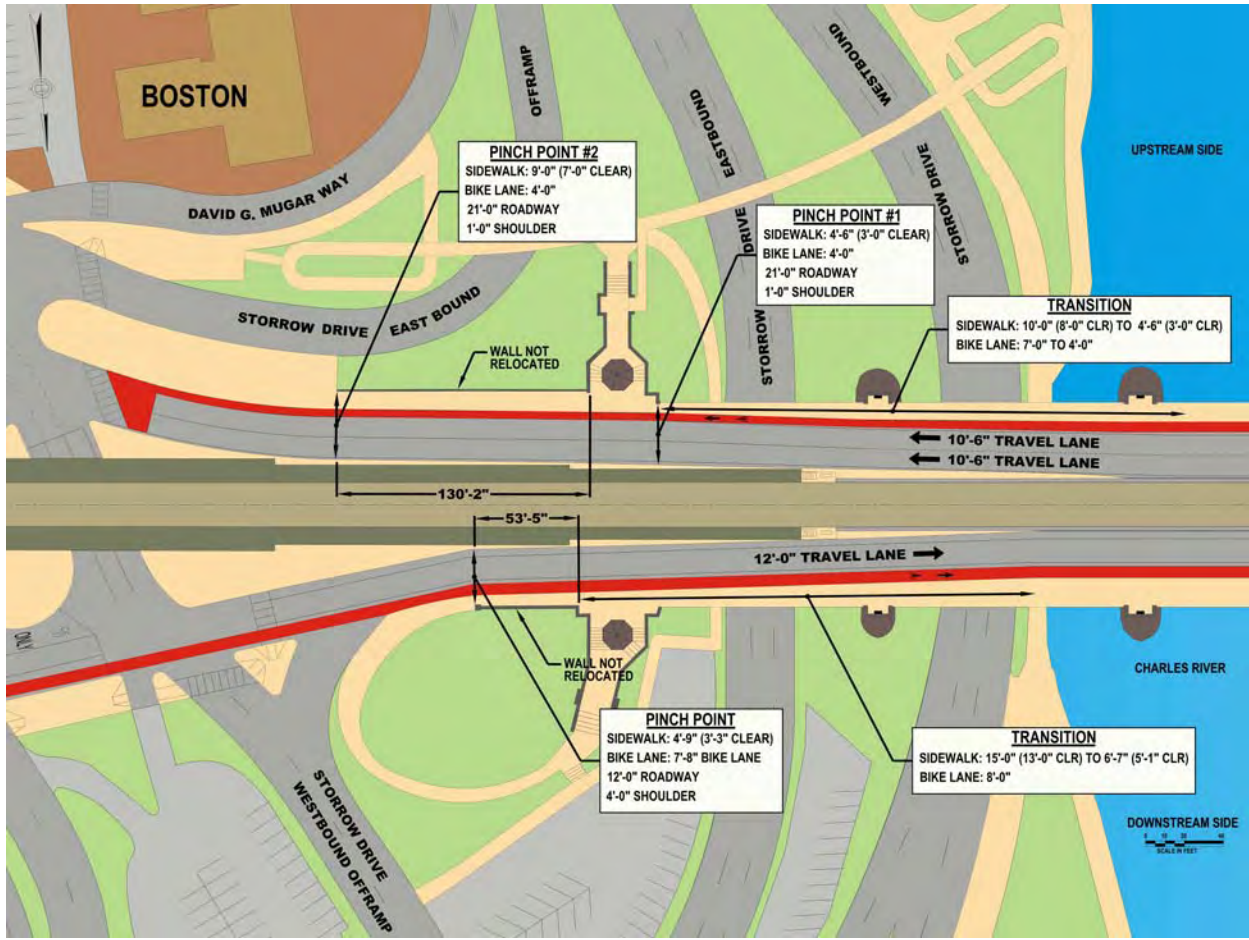 BOSTON
OFFRAMP
WESTBOUND
STORROW DRIVE
UPSTREAM SIDE
PINCH POINT #2
SIDEWALK: 9'-0" (7'-0" CLEAR)
BIKE LANE: 4'-0"
21'-0" ROADWAY
1'-0" SHOULDER
DAVID G. MUGAR WAY
STORROW DRIVE EASTBOUND
PINCH POINT #1
SIDEWALK: 4'-6" (3'-0" CLEAR)
BIKE LANE: 4'-0"
21'-0" ROADWAY
1'-0" SHOULDER
TRANSITION
SIDEWALK: 10'-0" (8'-0" CLR) TO 4'-6" (3'-0" CLR)
BIKE LANE: 7'-0" TO 4'-0"
STORROW DRIVE EAST BOUND
WALL NOT
RELOCATED
10'-6" TRAVEL LANE
10'-6" TRAVEL LANE
130'-2"
53'-5"
12'-0" TRAVEL LANE
ONLY
WALL NOT
RELOCATED
CHARLES RIVER
PINCH POINT
SIDEWALK: 4'-9" (3'-3" CLEAR)
BIKE LANE: 7'-8" BIKE LANE
12'-0" ROADWAY
4'-0" SHOULDER
TRANSITION
SIDEWALK: 15'-0" (13'-0" CLR) TO 6'-7" (5'-1" CLR)
BIKE LANE: 8'-0"
STORROW DRIVE
WESTBOUND OFFRAMP
DOWNSTREAM SIDE
SCALE IN FEET